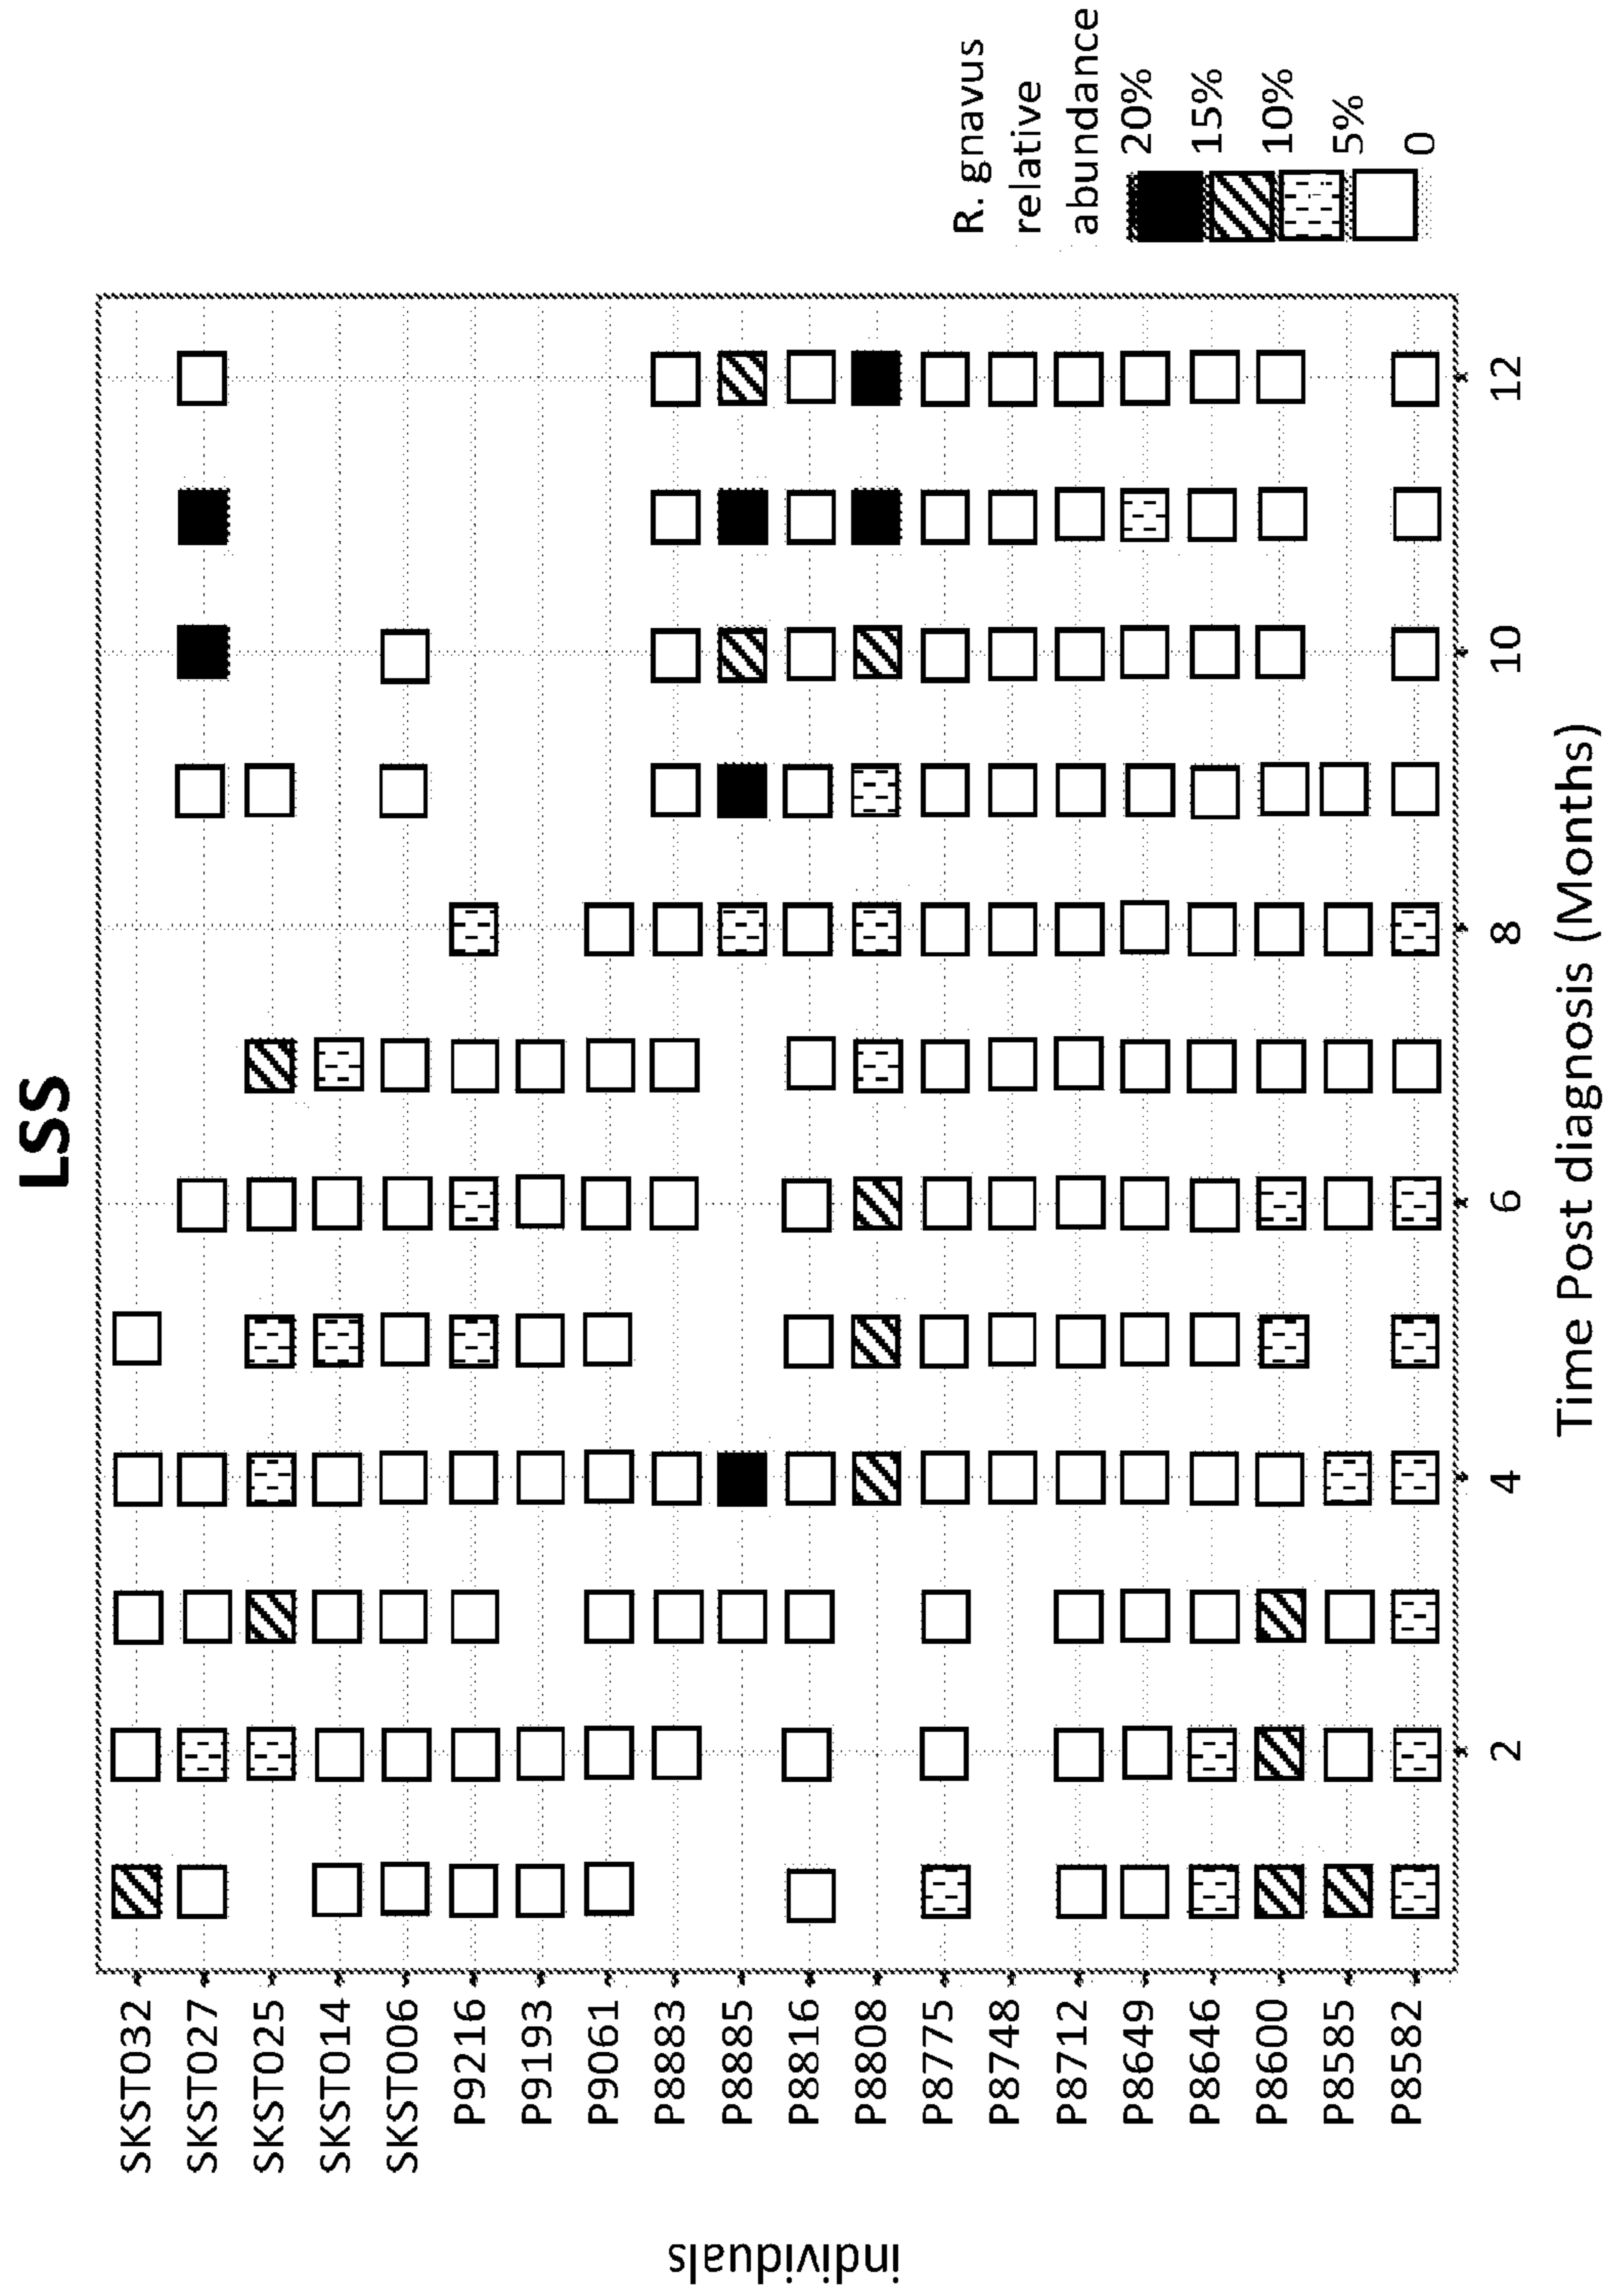 LSS
individuals
SKST032
SKST027
SKST025
SKST014
SKST006
P9216
P9193
P9061
P8883
P8885
P8816
P8808
P8775
P8748
P8712
P8649
P8646
P8600
P8585
P8582
2
4
6
8
10
12
Time Post diagnosis (Months)
R. gnavus
relative
abundance
20%
15%
10%
5%
0